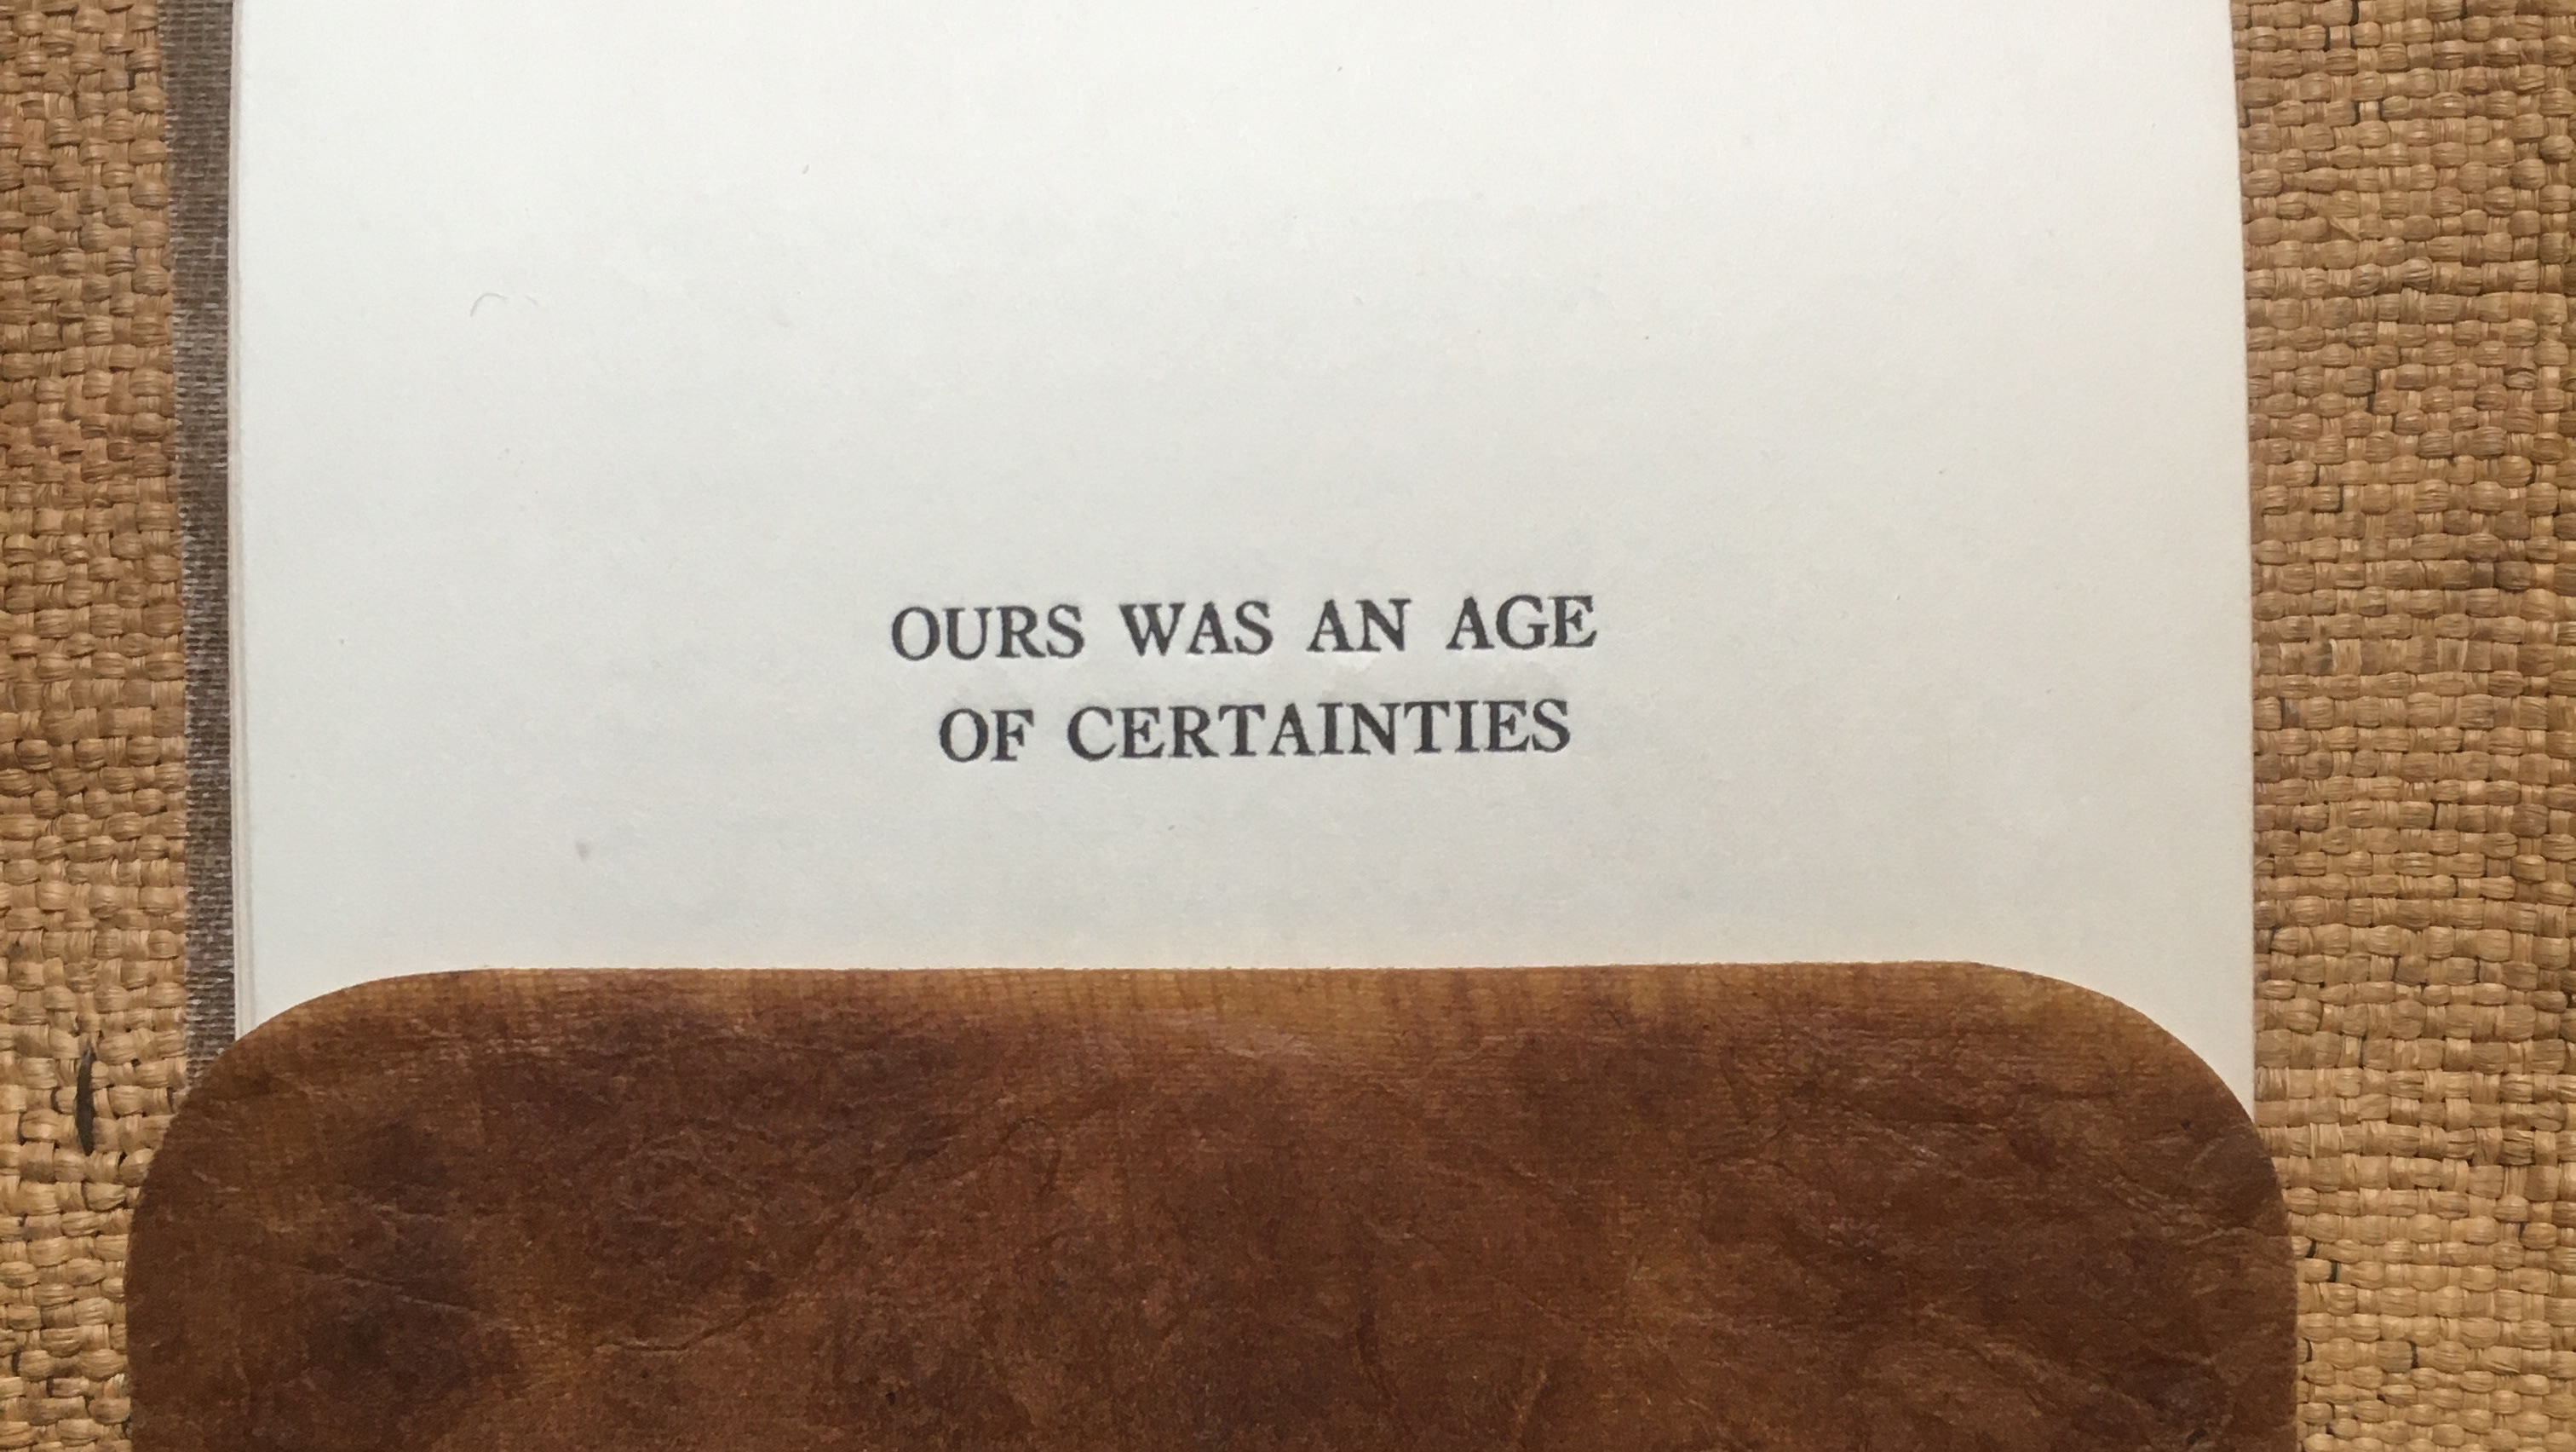 OURS WAS AN AGE
OF CERTAINTIES